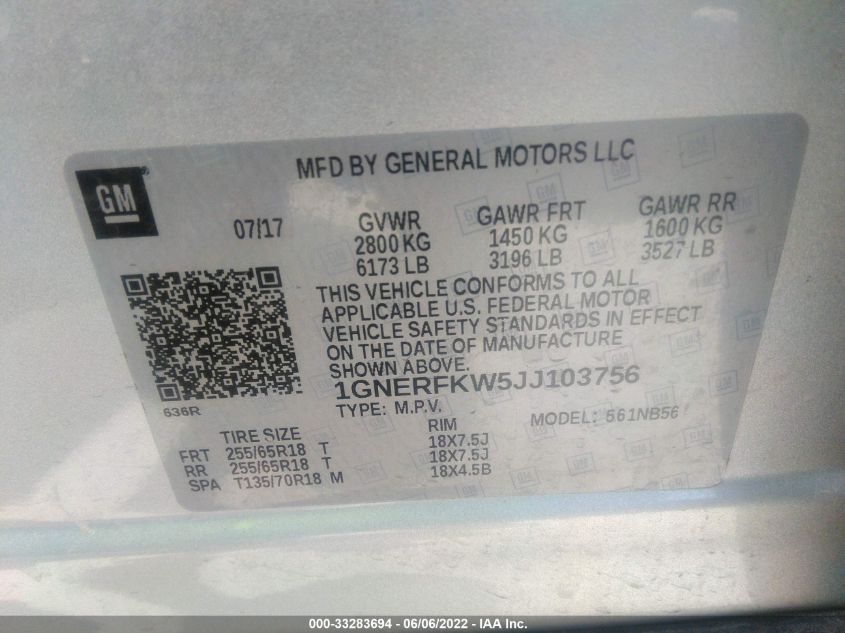 MFD BY GENERAL MOTORS LLC
GM
07/17 GVWR GAWR FRT GAWR RR
2800 KG 1450 KG 1600 KG
6173 LB 3196 LB 3527 LB
THIS VEHICLE CONFORMS TO ALL
APPLICABLE U.S. FEDERAL MOTOR
VEHICLE SAFETY STANDARDS IN EFFECT
ON THE DATE OF MANUFACTURE
SHOWN ABOVE.
1GNERFKW5JJ103756
636R
TYPE: M.P.V. MODEL: 561NB56
TIRE SIZE RIM
FRT 255/65R18 T 18X7.5J
RR 255/65R18 T 18X7.5J
SPA T135/70R18 M 18X4.5B
000-33283694 - 06/06/2022 - IAA Inc.